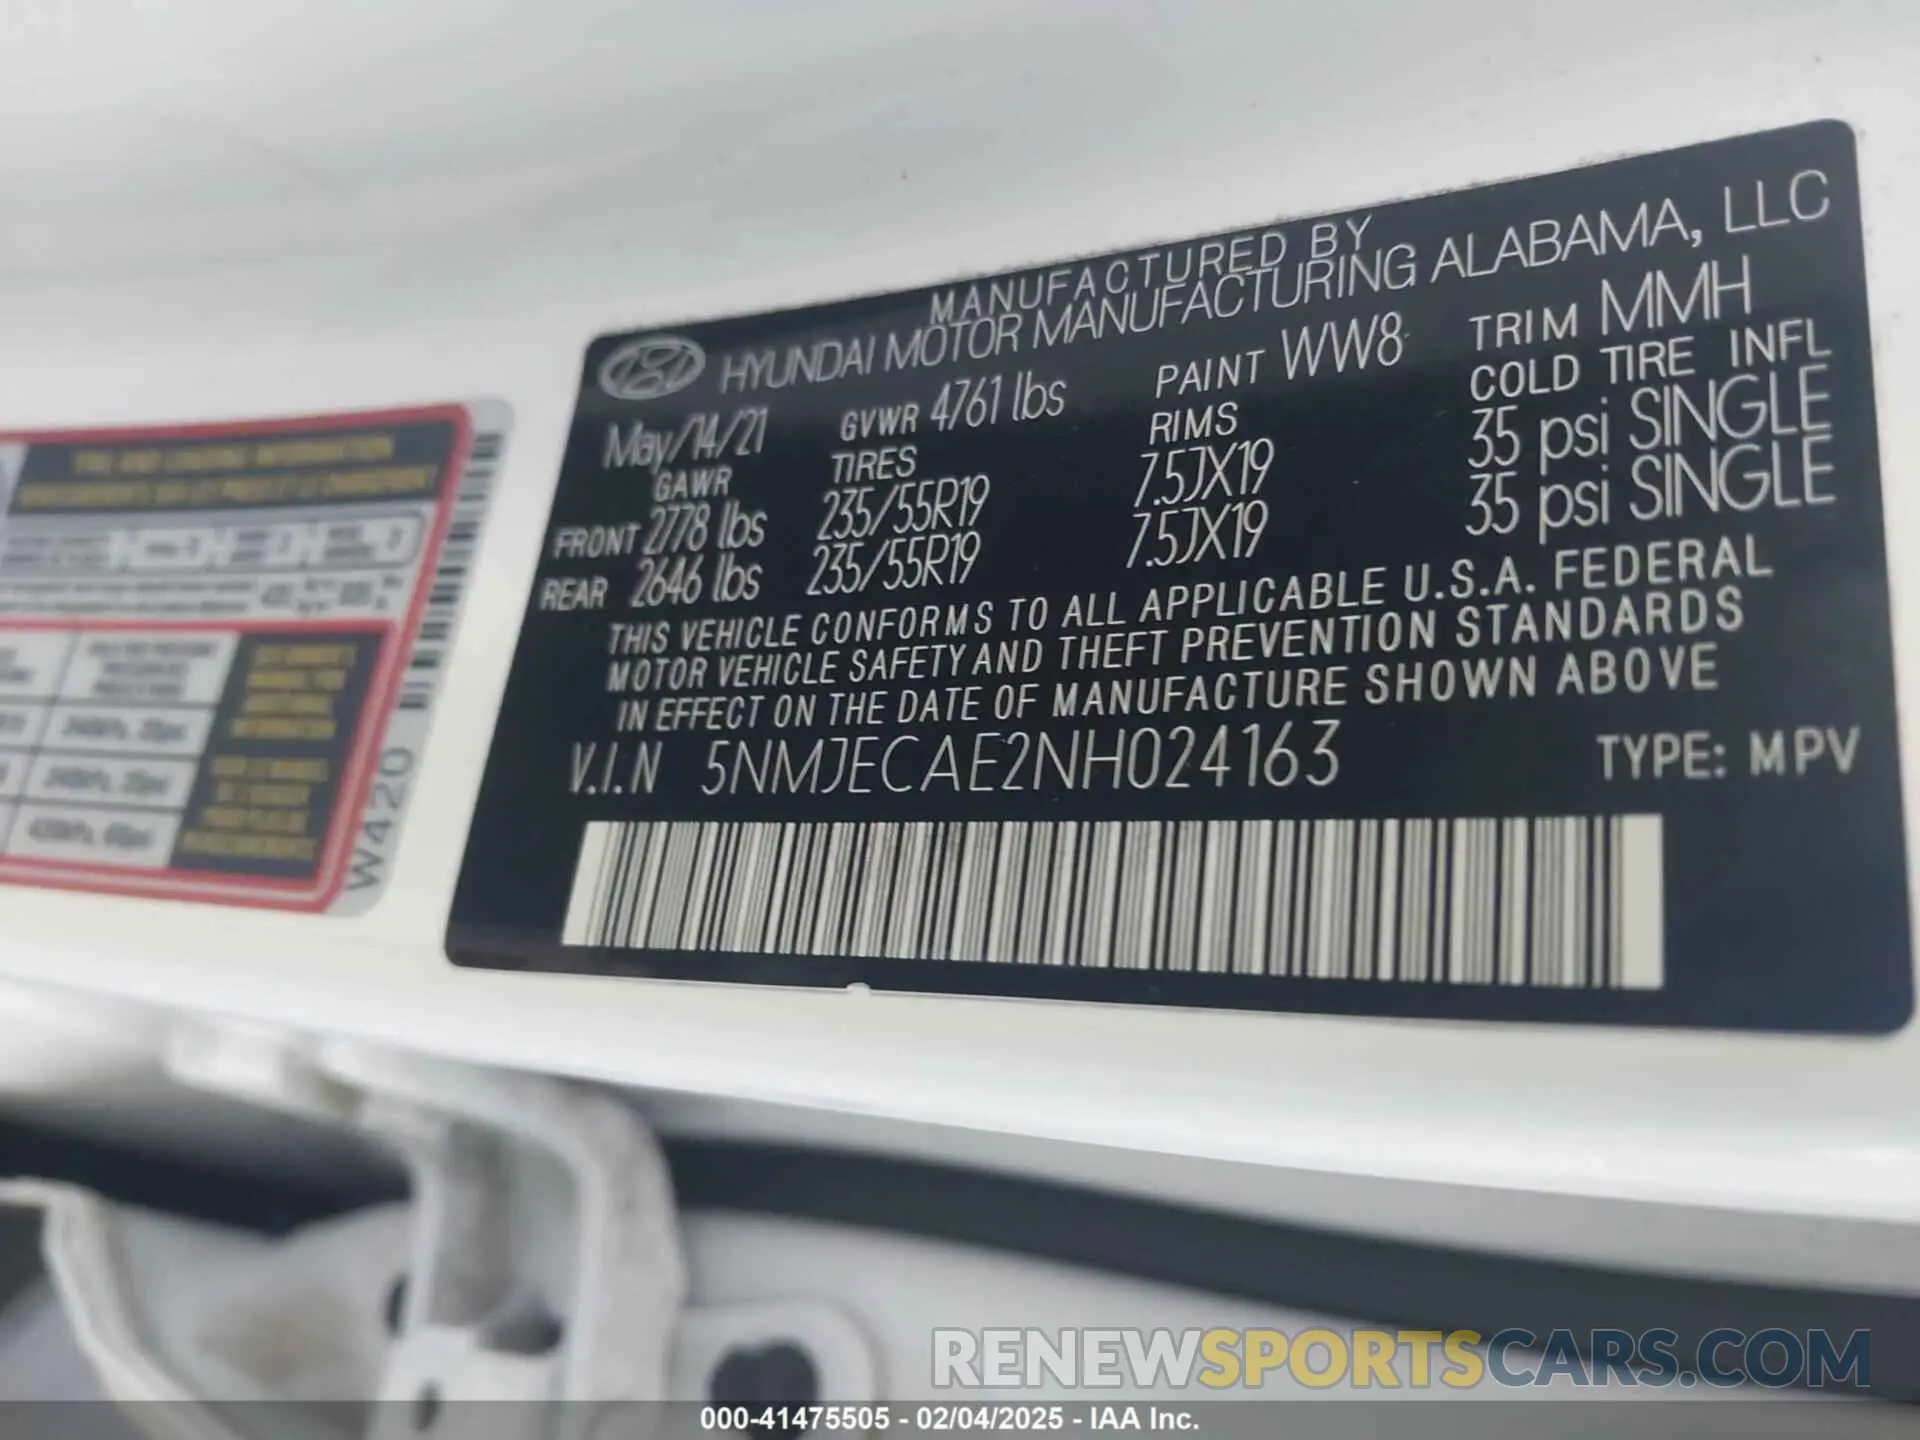 MANUFACTURED BY
HYUNDAI MOTOR MANUFACTURING ALABAMA, LLC
May/14/21 GVWR 4761 lbs PAINT WW8 TRIM MMH
GAWR TIRES RIMS COLD TIRE INFL
FRONT 2778 lbs 235/55R19 7.5JX19 35 psi SINGLE
REAR 2646 lbs 235/55R19 7.5JX19 35 psi SINGLE
THIS VEHICLE CONFORMS TO ALL APPLICABLE U.S.A. FEDERAL
MOTOR VEHICLE SAFETY AND THEFT PREVENTION STANDARDS
IN EFFECT ON THE DATE OF MANUFACTURE SHOWN ABOVE
V.I.N 5NMJECAE2NH024163 TYPE: MPV
TIRE AND LOADING INFORMATION
W420
RENEWSPORTSCARS.COM
000-41475505 - 02/04/2025 - IAA Inc.